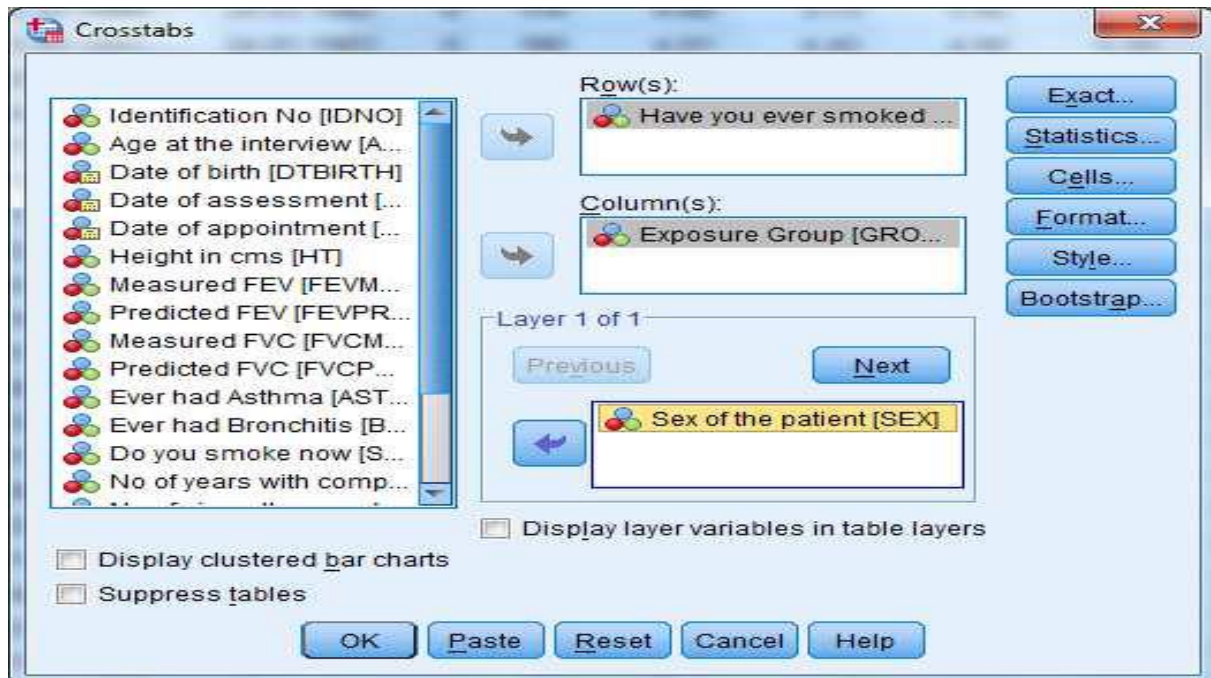 Crosstabs
Identification No [IDNO]
Age at the interview [A...
Date of birth [DTBIRTH]
Date of assessment [...
Date of appointment [...
Height in cms [HT]
Measured FEV [FEVM...
Predicted FEV [FEVPR...
Measured FVC [FVCM...
Predicted FVC [FVCP...
Ever had Asthma [AST...
Ever had Bronchitis [B...
Do you smoke now [S...
No of years with comp...
Row(s):
Have you ever smoked ...
Column(s):
Exposure Group [GRO...
Layer 1 of 1
Previous
Next
Sex of the patient [SEX]
Display layer variables in table layers
Exact...
Statistics...
Cells...
Format...
Style...
Bootstrap...
Display clustered bar charts
Suppress tables
OK Paste Reset Cancel Help